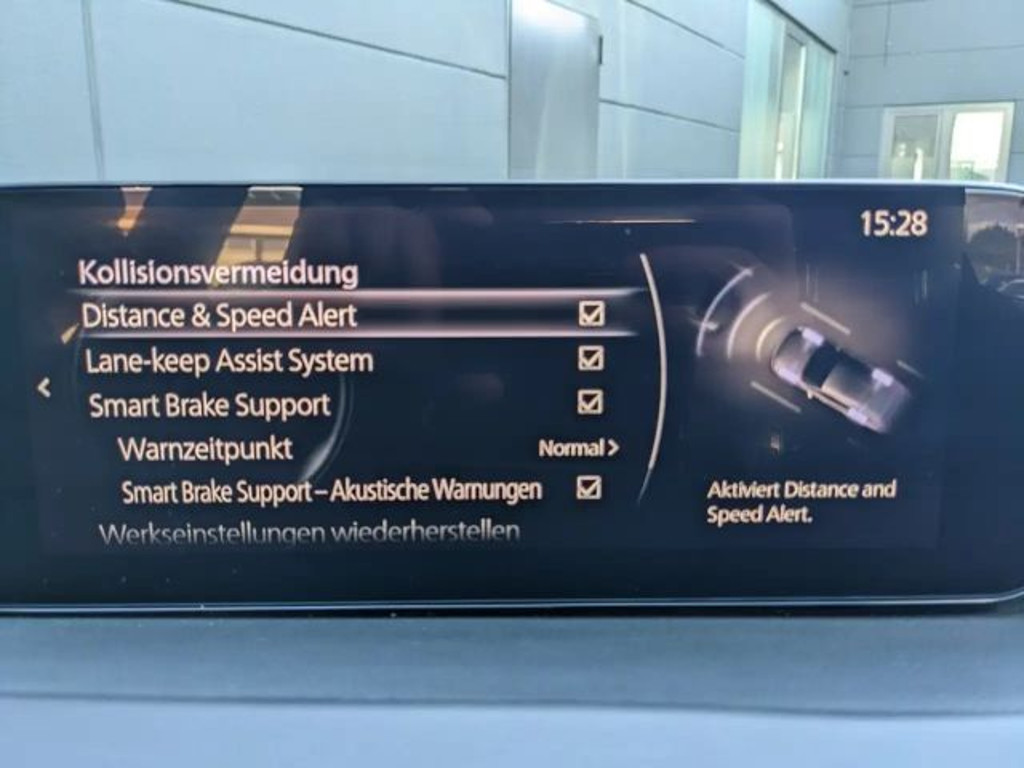 15:28
Kollisionsvermeidung
Distance & Speed Alert
Lane-keep Assist System
Smart Brake Support
Warnzeitpunkt Normal >
Smart Brake Support – Akustische Warnungen
Werkseinstellungen wiederherstellen
Aktiviert Distance and
Speed Alert.